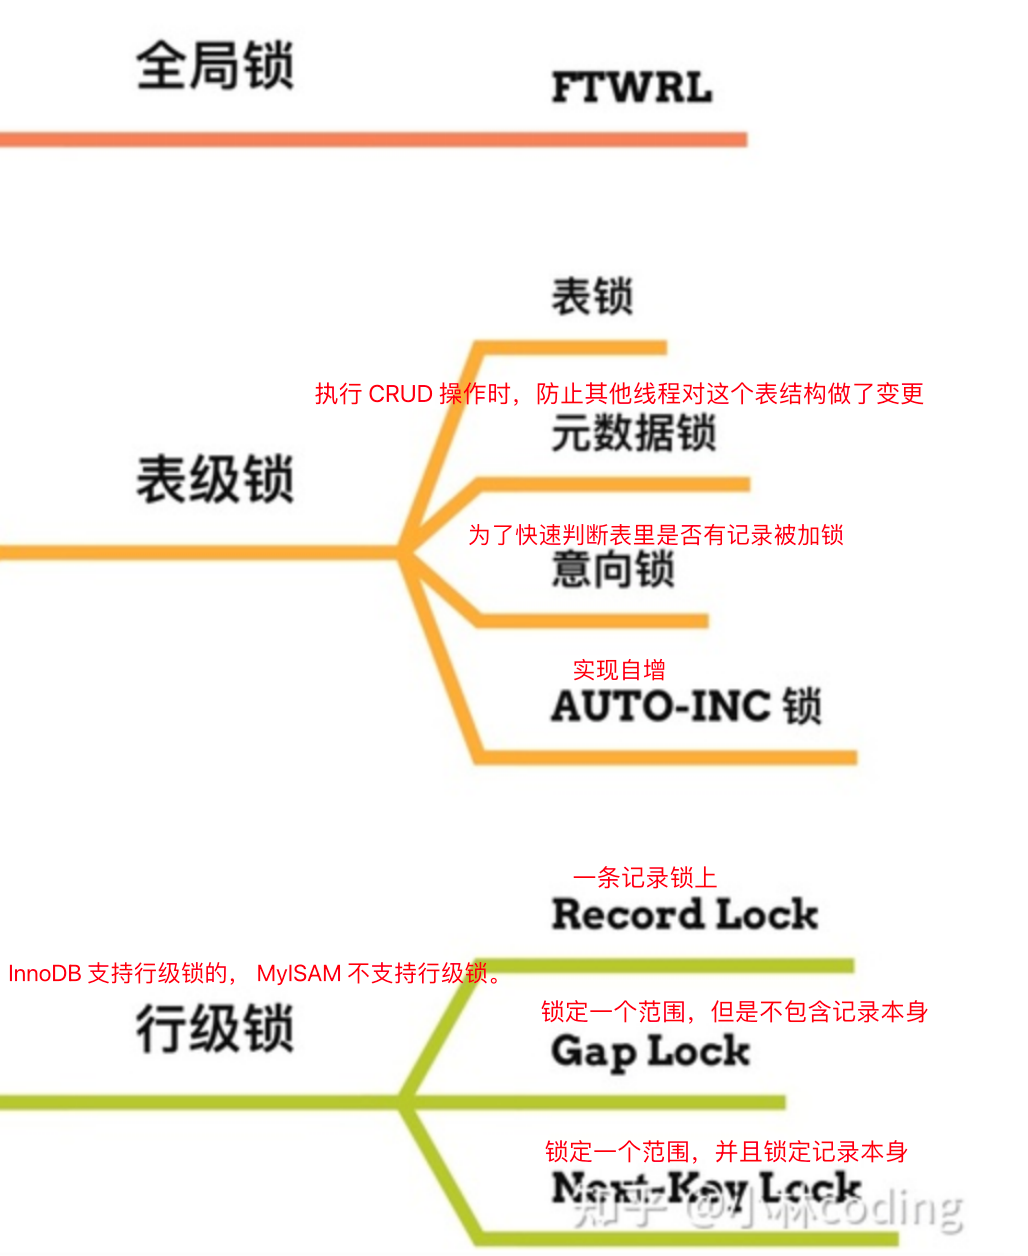 全局锁
FTWRL
表锁
执行 CRUD 操作时，防止其他线程对这个表结构做了变更
元数据锁
表级锁
为了快速判断表里是否有记录被加锁
意向锁
实现自增
AUTO-INC 锁
一条记录锁上
Record Lock
InnoDB 支持行级锁的， MyISAM 不支持行级锁。
行级锁
锁定一个范围，但是不包含记录本身
Gap Lock
锁定一个范围，并且锁定记录本身
Next-Key Lock
知乎 @小林coding